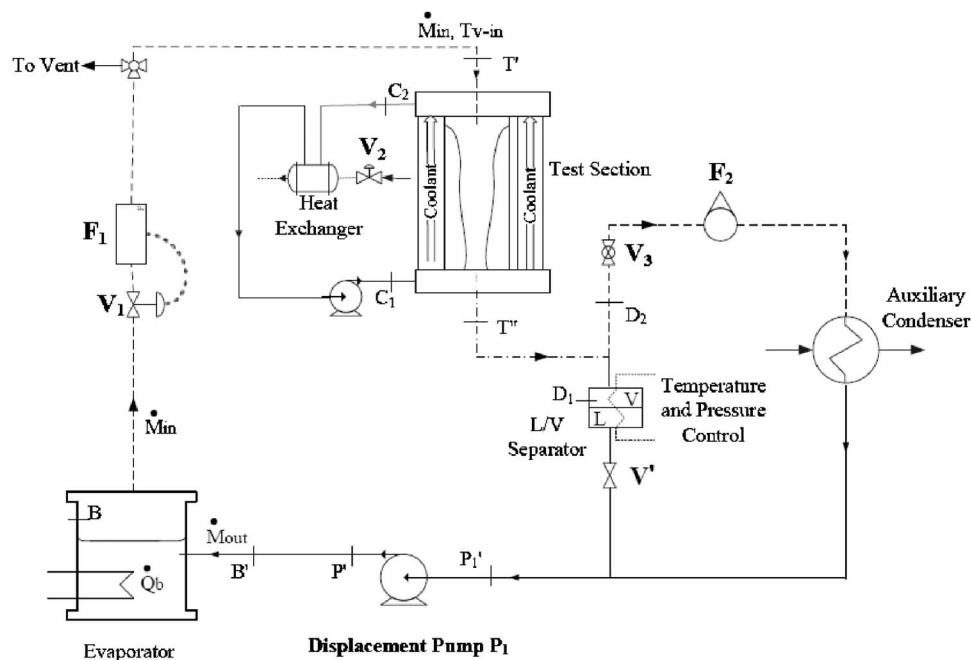 Ṁin, Tv-in
To Vent
T'
C₂
V₂
Coolant
Coolant
Test Section
Heat
Exchanger
F₂
F₁
V₃
V₁
C₁
D₂
Auxiliary
Condenser
T"
D₁
V
L
Temperature
and Pressure
Control
L/V
Separator
Ṁin
V'
B
Ṁout
B'
P'
P₁'
Q̇b
Evaporator
Displacement Pump P₁